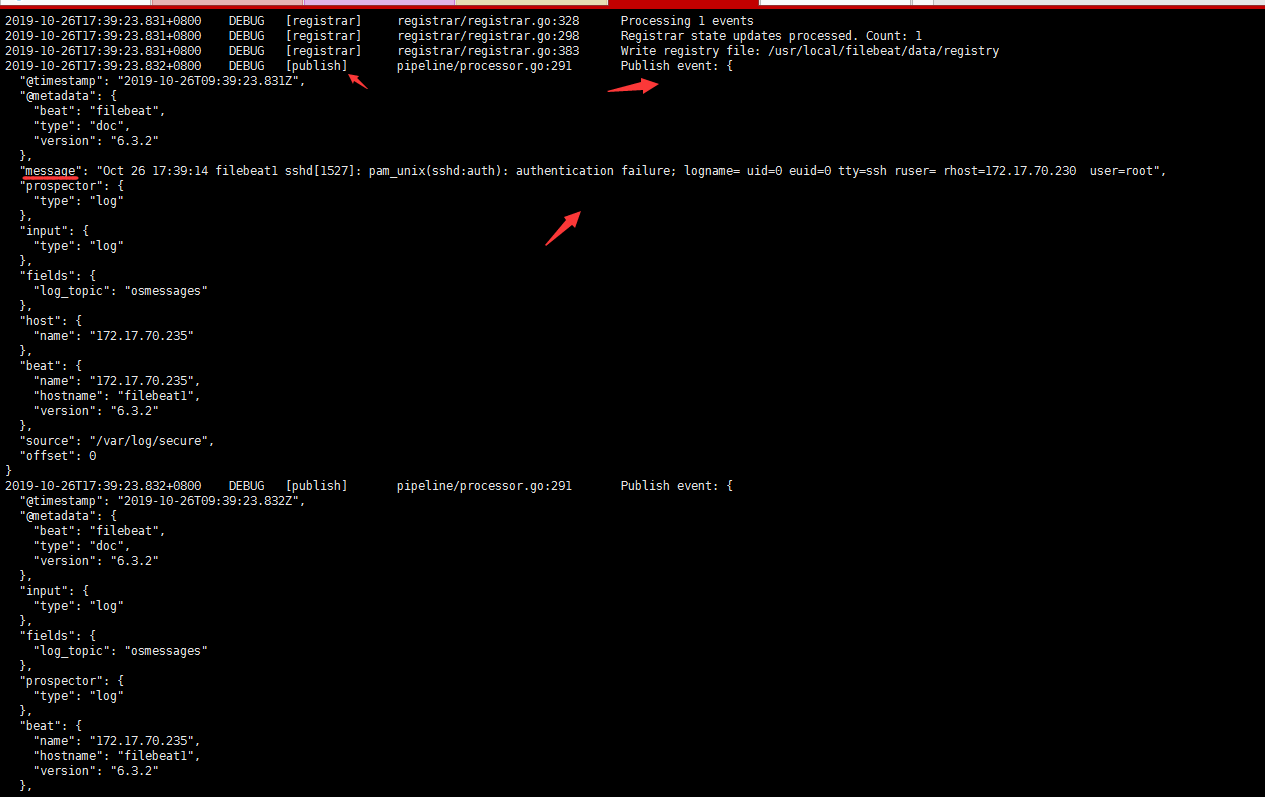 2019-10-26T17:39:23.831+0800    DEBUG   [registrar]     registrar/registrar.go:328      Processing 1 events
2019-10-26T17:39:23.831+0800    DEBUG   [registrar]     registrar/registrar.go:298      Registrar state updates processed. Count: 1
2019-10-26T17:39:23.831+0800    DEBUG   [registrar]     registrar/registrar.go:383      Write registry file: /usr/local/filebeat/data/registry
2019-10-26T17:39:23.832+0800    DEBUG   [publish]       pipeline/processor.go:291       Publish event: {
  "@timestamp": "2019-10-26T09:39:23.831Z",
  "@metadata": {
    "beat": "filebeat",
    "type": "doc",
    "version": "6.3.2"
  },
  "message": "Oct 26 17:39:14 filebeat1 sshd[1527]: pam_unix(sshd:auth): authentication failure; logname= uid=0 euid=0 tty=ssh ruser= rhost=172.17.70.230  user=root",
  "prospector": {
    "type": "log"
  },
  "input": {
    "type": "log"
  },
  "fields": {
    "log_topic": "osmessages"
  },
  "host": {
    "name": "172.17.70.235"
  },
  "beat": {
    "name": "172.17.70.235",
    "hostname": "filebeat1",
    "version": "6.3.2"
  },
  "source": "/var/log/secure",
  "offset": 0
}
2019-10-26T17:39:23.832+0800    DEBUG   [publish]       pipeline/processor.go:291       Publish event: {
  "@timestamp": "2019-10-26T09:39:23.832Z",
  "@metadata": {
    "beat": "filebeat",
    "type": "doc",
    "version": "6.3.2"
  },
  "input": {
    "type": "log"
  },
  "fields": {
    "log_topic": "osmessages"
  },
  "prospector": {
    "type": "log"
  },
  "beat": {
    "name": "172.17.70.235",
    "hostname": "filebeat1",
    "version": "6.3.2"
  },